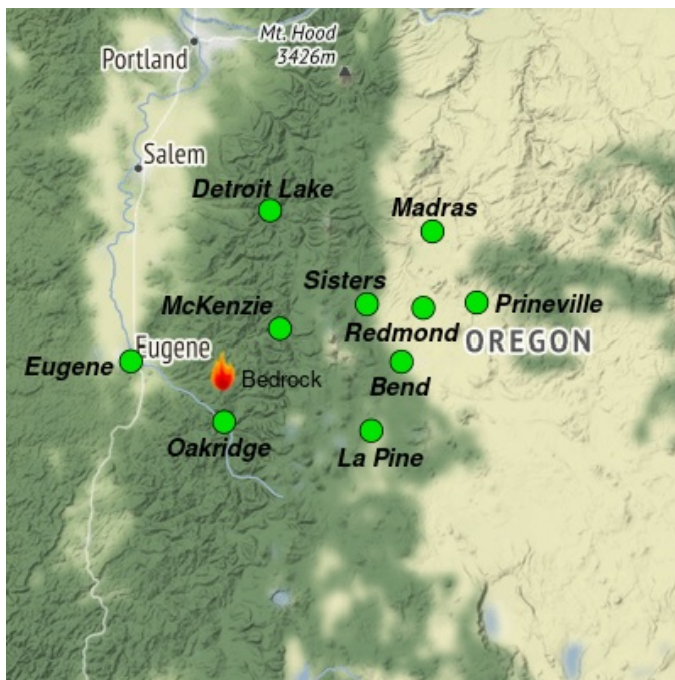 Mt. Hood
3426m
Portland
Salem
Detroit Lake
Madras
Sisters
McKenzie
Prineville
Redmond
OREGON
Eugene
Eugene
Bedrock
Bend
Oakridge
La Pine